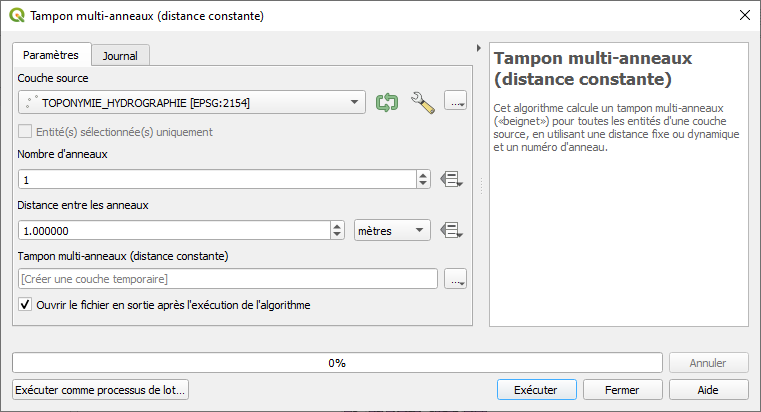 Tampon multi-anneaux (distance constante)
Paramètres
Journal
Couche source
TOPONYMIE_HYDROGRAPHIE [EPSG:2154]
...
Entité(s) sélectionnée(s) uniquement
Nombre d'anneaux
1
Distance entre les anneaux
1.000000
mètres
Tampon multi-anneaux (distance constante)
[Créer une couche temporaire]
...
Ouvrir le fichier en sortie après l'exécution de l'algorithme
Tampon multi-anneaux
(distance constante)
Cet algorithme calcule un tampon multi-anneaux
(«beignet») pour toutes les entités d'une couche
source, en utilisant une distance fixe ou dynamique
et un numéro d'anneau.
0%
Annuler
Exécuter comme processus de lot...
Exécuter
Fermer
Aide